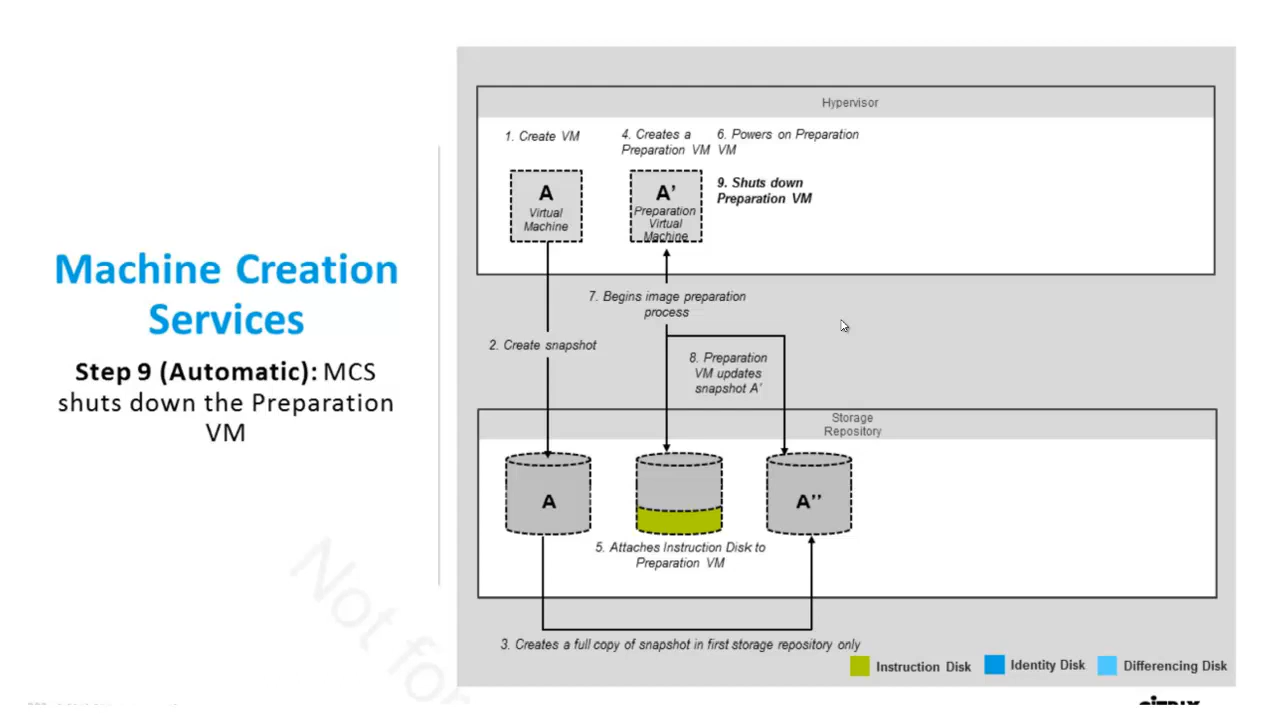 Machine Creation
Services
Step 9 (Automatic): MCS
shuts down the Preparation
VM
Hypervisor
1. Create VM
4. Creates a
Preparation VM
6. Powers on Preparation
VM
A
Virtual
Machine
A’
Preparation
Virtual
Machine
9. Shuts down
Preparation VM
7. Begins image preparation
process
2. Create snapshot
8. Preparation
VM updates
snapshot A’
Storage
Repository
A
A’’
5. Attaches Instruction Disk to
Preparation VM
3. Creates a full copy of snapshot in first storage repository only
Instruction Disk
Identity Disk
Differencing Disk
Not for
CITRIX